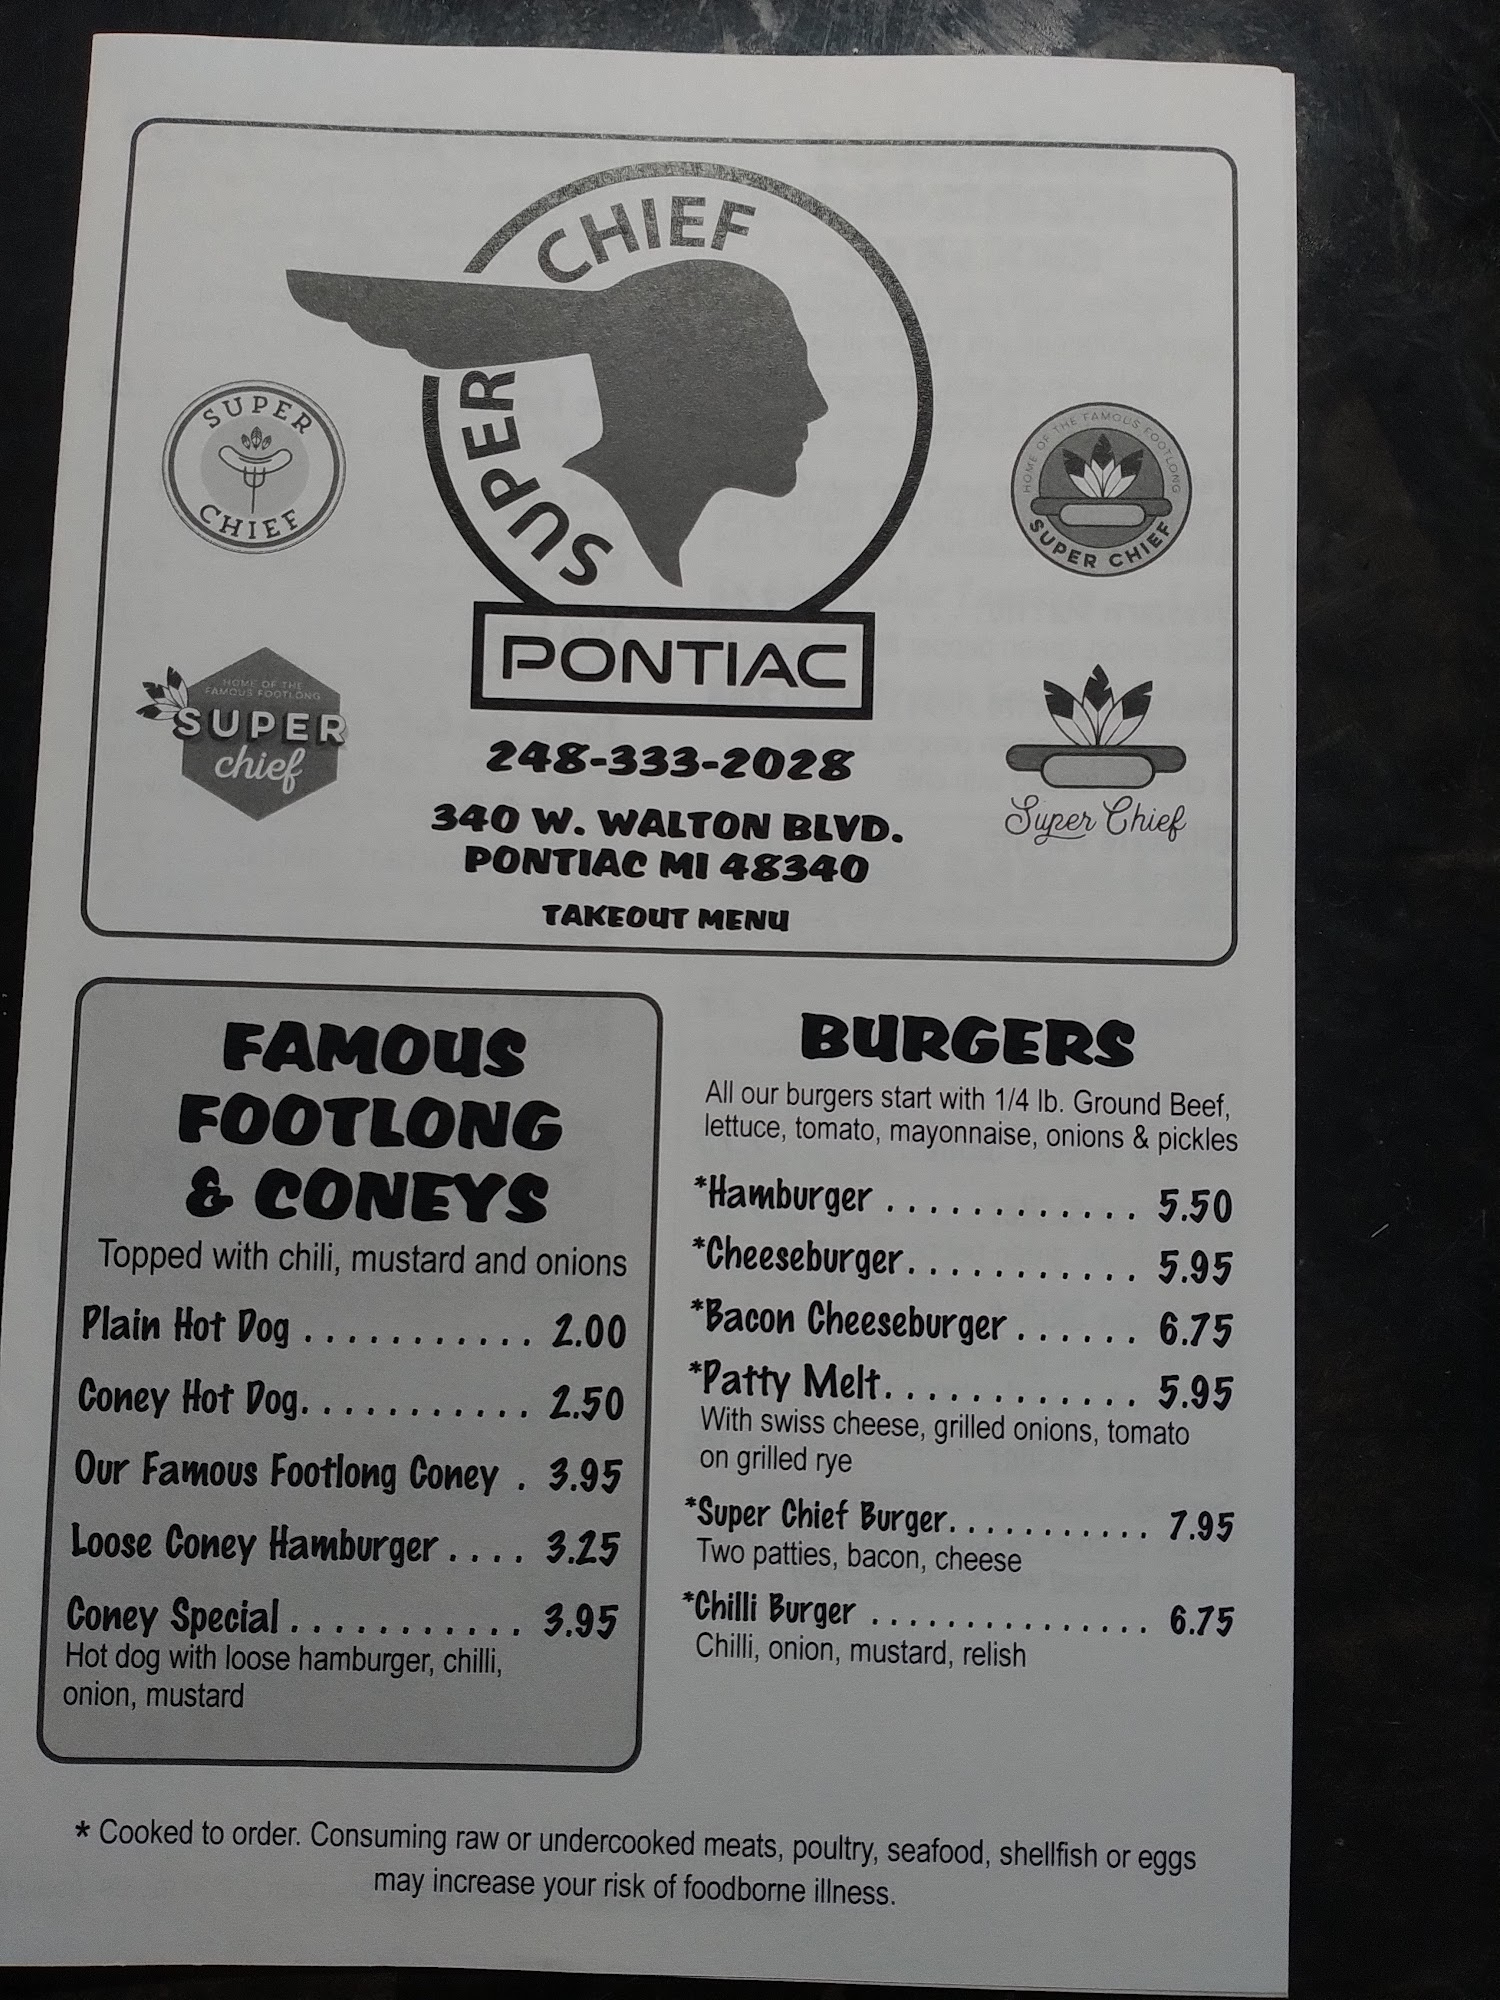 SUPER CHIEF
SUPER
CHIEF
HOME OF THE FAMOUS FOOTLONG
SUPER CHIEF
PONTIAC
HOME OF THE
FAMOUS FOOTLONG
SUPER
chief
Super Chief
248-333-2028
340 W. WALTON BLVD.
PONTIAC MI 48340
TAKEOUT MENU
FAMOUS
FOOTLONG
& CONEYS
Topped with chili, mustard and onions
Plain Hot Dog . . . . . . . . . . . 2.00
Coney Hot Dog. . . . . . . . . . . 2.50
Our Famous Footlong Coney . 3.95
Loose Coney Hamburger . . . . 3.25
Coney Special . . . . . . . . . . . 3.95
Hot dog with loose hamburger, chilli,
onion, mustard
BURGERS
All our burgers start with 1/4 lb. Ground Beef,
lettuce, tomato, mayonnaise, onions & pickles
*Hamburger . . . . . . . . . . . . 5.50
*Cheeseburger. . . . . . . . . . . 5.95
*Bacon Cheeseburger . . . . . . 6.75
*Patty Melt. . . . . . . . . . . . 5.95
With swiss cheese, grilled onions, tomato
on grilled rye
*Super Chief Burger. . . . . . . . . . . 7.95
Two patties, bacon, cheese
*Chilli Burger . . . . . . . . . . . . . . 6.75
Chilli, onion, mustard, relish
* Cooked to order. Consuming raw or undercooked meats, poultry, seafood, shellfish or eggs
may increase your risk of foodborne illness.